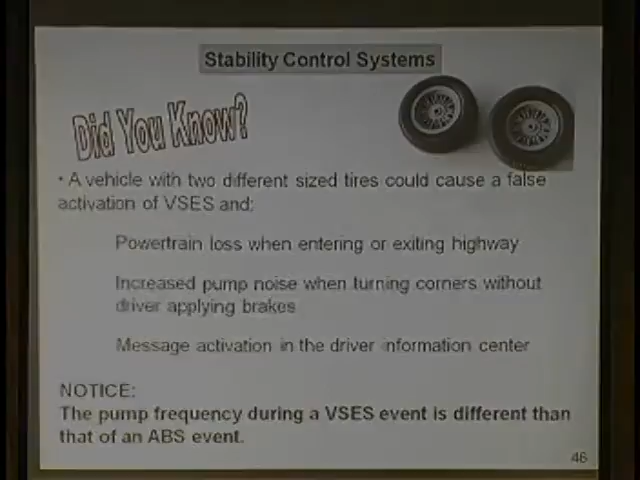 Stability Control Systems
Did You Know?
• A vehicle with two different sized tires could cause a false
activation of VSES and:
Powertrain loss when entering or exiting highway
Increased pump noise when turning corners without
driver applying brakes
Message activation in the driver information center
NOTICE:
The pump frequency during a VSES event is different than
that of an ABS event.
46